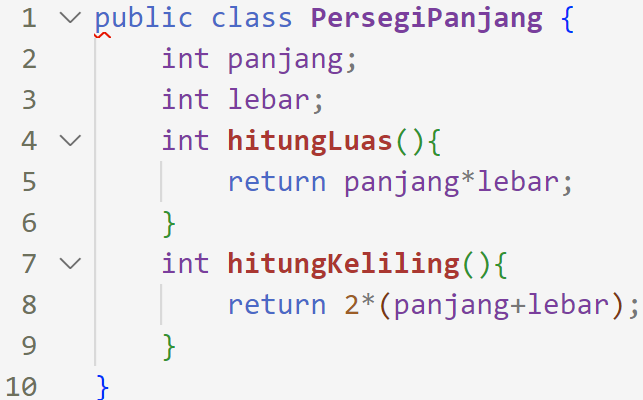 1 public class PersegiPanjang {
2 int panjang;
3 int lebar;
4 int hitungLuas(){
5 return panjang*lebar;
6 }
7 int hitungKeliling(){
8 return 2*(panjang+lebar);
9 }
10 }